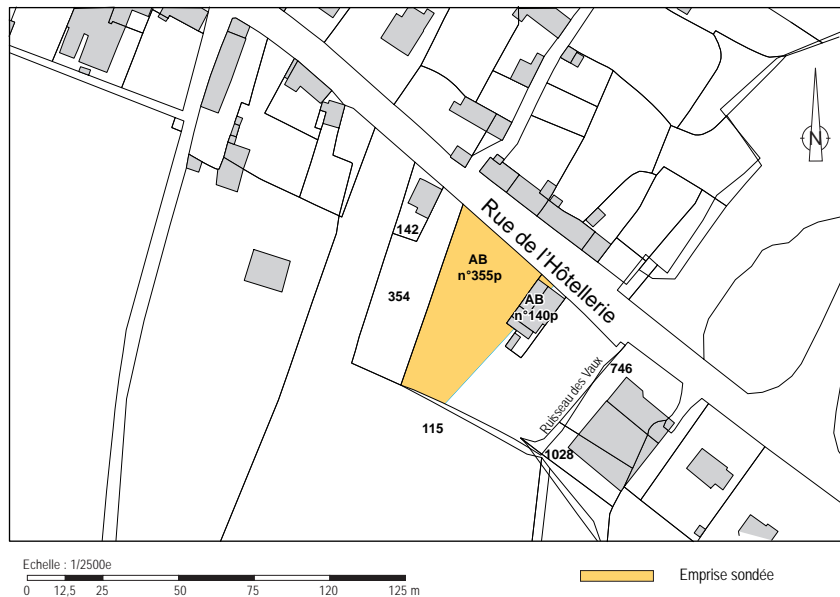 N
142
AB
n°355p
Rue de l'Hôtellerie
354
AB
n°140p
Ruisseau des Vaux
746
115
1028
Echelle : 1/2500e
0 12,5 25 50 75 120 125 m
Emprise sondée